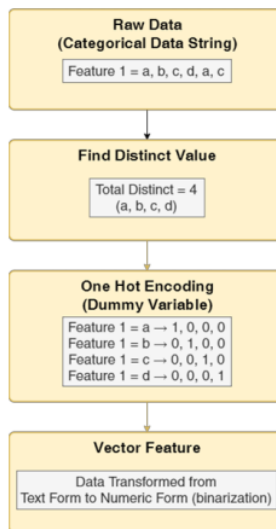 Raw Data
(Categorical Data String)
Feature 1 = a, b, c, d, a, c
Find Distinct Value
Total Distinct = 4
(a, b, c, d)
One Hot Encoding
(Dummy Variable)
Feature 1 = a → 1, 0, 0, 0
Feature 1 = b → 0, 1, 0, 0
Feature 1 = c → 0, 0, 1, 0
Feature 1 = d → 0, 0, 0, 1
Vector Feature
Data Transformed from
Text Form to Numeric Form (binarization)